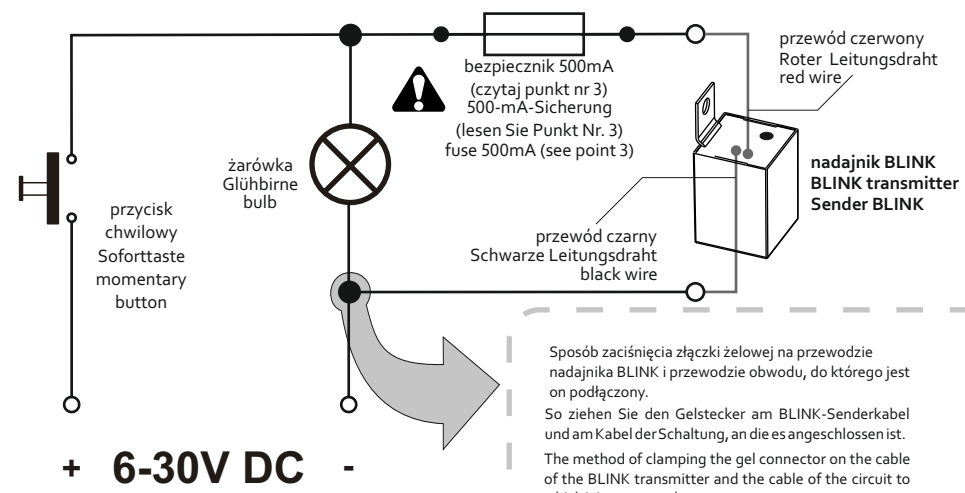 przewód czerwony
Roter Leitungsdraht
red wire
bezpiecznik 500mA
(czytaj punkt nr 3)
500-mA-Sicherung
(lesen Sie Punkt Nr. 3)
fuse 500mA (see point 3)
żarówka
Glühbirne
bulb
nadajnik BLINK
BLINK transmitter
Sender BLINK
przycisk
chwilowy
Soforttaste
momentary
button
przewód czarny
Schwarze Leitungsdraht
black wire
Sposób zaciśnięcia złączki żelowej na przewodzie
nadajnika BLINK i przewodzie obwodu, do którego jest
on podłączony.
So ziehen Sie den Gelstecker am BLINK-Senderkabel
und am Kabel der Schaltung, an die es angeschlossen ist.
The method of clamping the gel connector on the cable
of the BLINK transmitter and the cable of the circuit to
+ 6-30V DC -